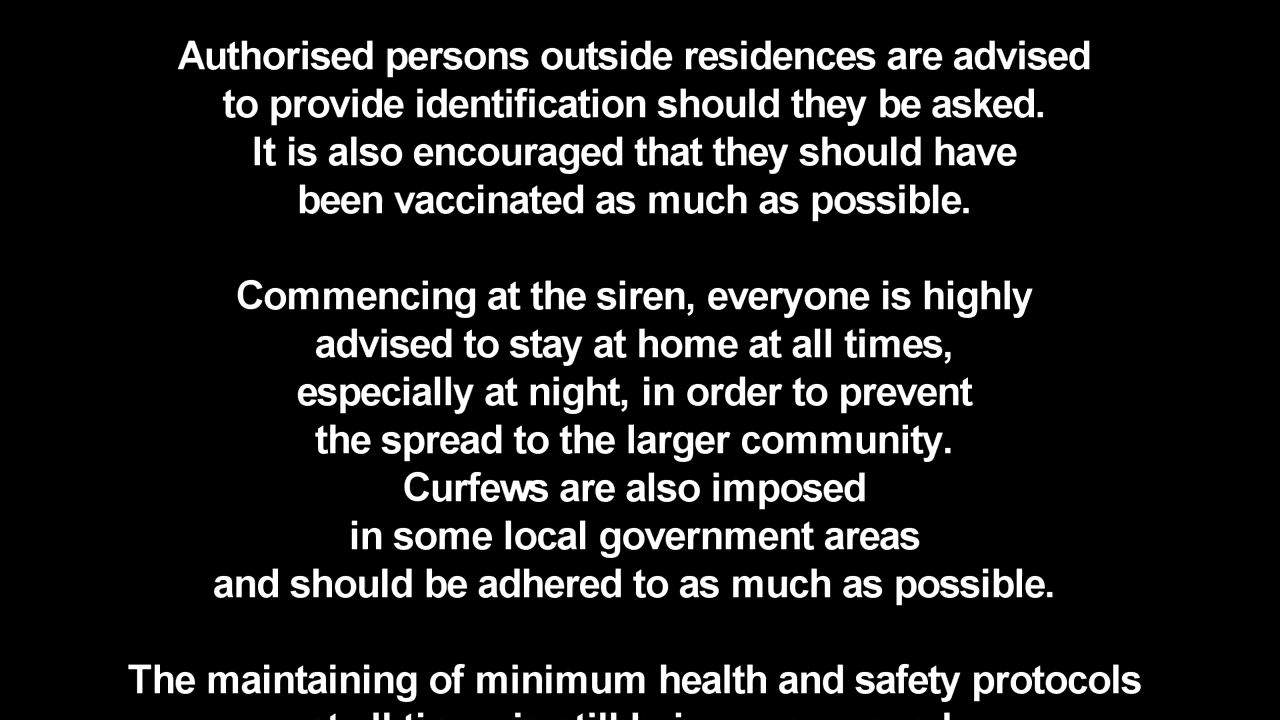 Authorised persons outside residences are advised
to provide identification should they be asked.
It is also encouraged that they should have
been vaccinated as much as possible.
Commencing at the siren, everyone is highly
advised to stay at home at all times,
especially at night, in order to prevent
the spread to the larger community.
Curfews are also imposed
in some local government areas
and should be adhered to as much as possible.
The maintaining of minimum health and safety protocols